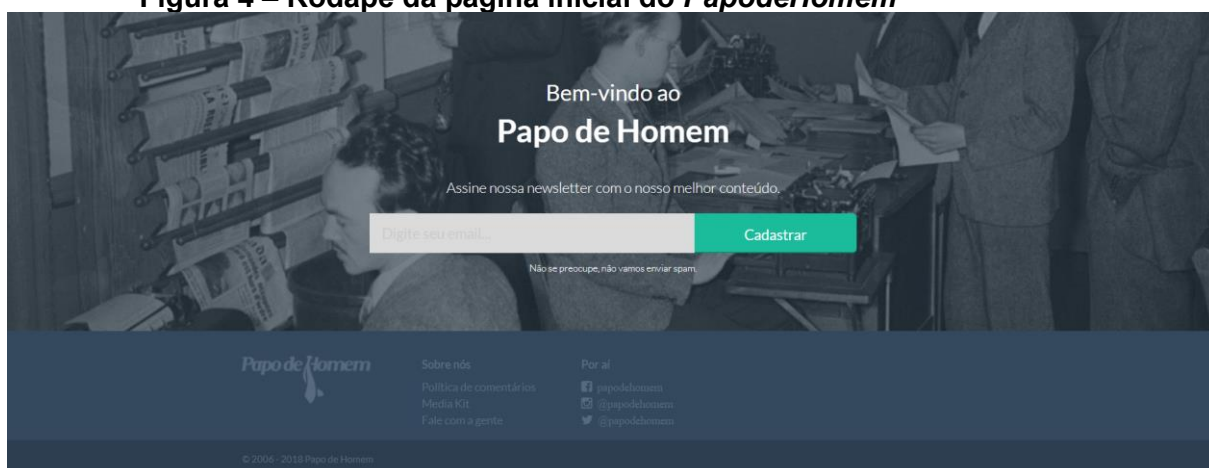 Figura 4 – Rodapé da página inicial do PapodeHomem
Bem-vindo ao
Papo de Homem
Assine nossa newsletter com o nosso melhor conteúdo.
Digite seu email...
Cadastrar
Não se preocupe, não vamos enviar spam.
Papo de Homem
Sobre nós
Política de comentários
Media Kit
Fale com a gente
Por aí
papodehomem
@papodehomem
@papodehomem
© 2006 - 2018 Papo de Homem